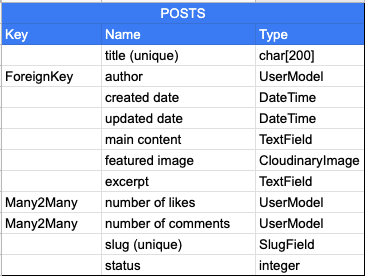 POSTS
Key Name Type
title (unique) char[200]
ForeignKey author UserModel
created date DateTime
updated date DateTime
main content TextField
featured image CloudinaryImage
excerpt TextField
Many2Many number of likes UserModel
Many2Many number of comments UserModel
slug (unique) SlugField
status integer